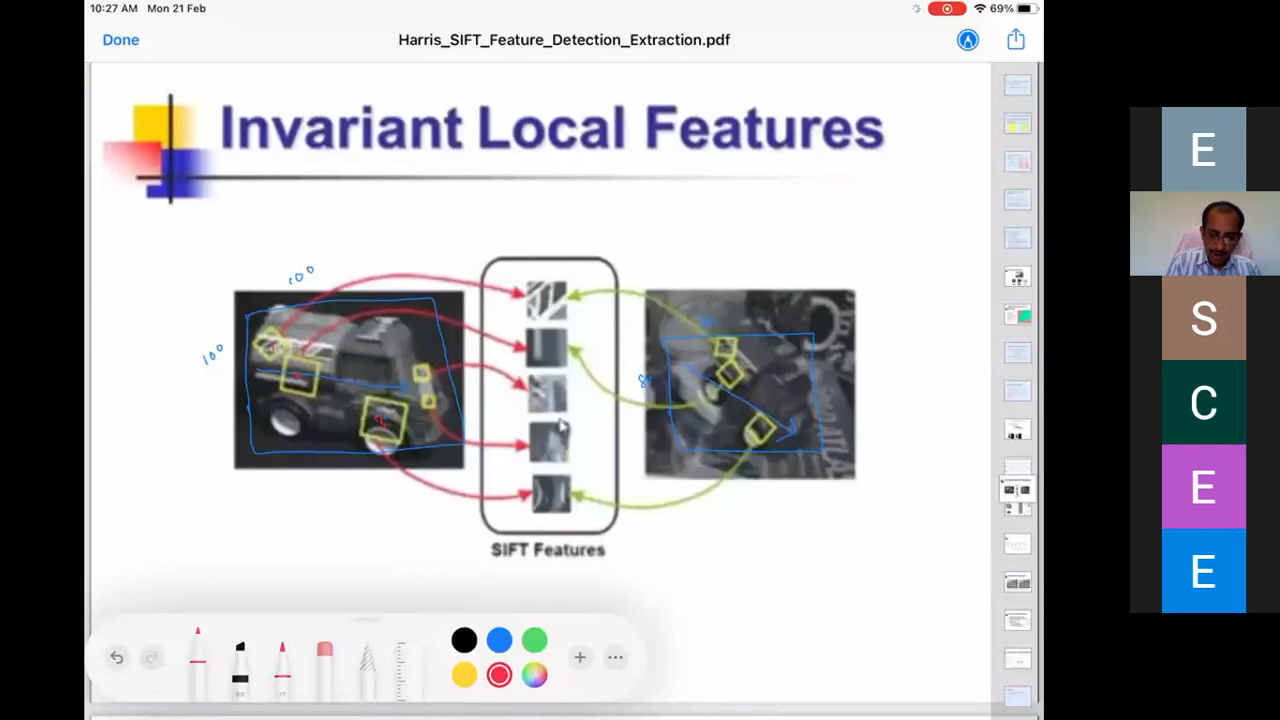 10:27 AM Mon 21 Feb
69%
Done
Harris_SIFT_Feature_Detection_Extraction.pdf
Invariant Local Features
100
100
SIFT Features
E
S
C
E
E